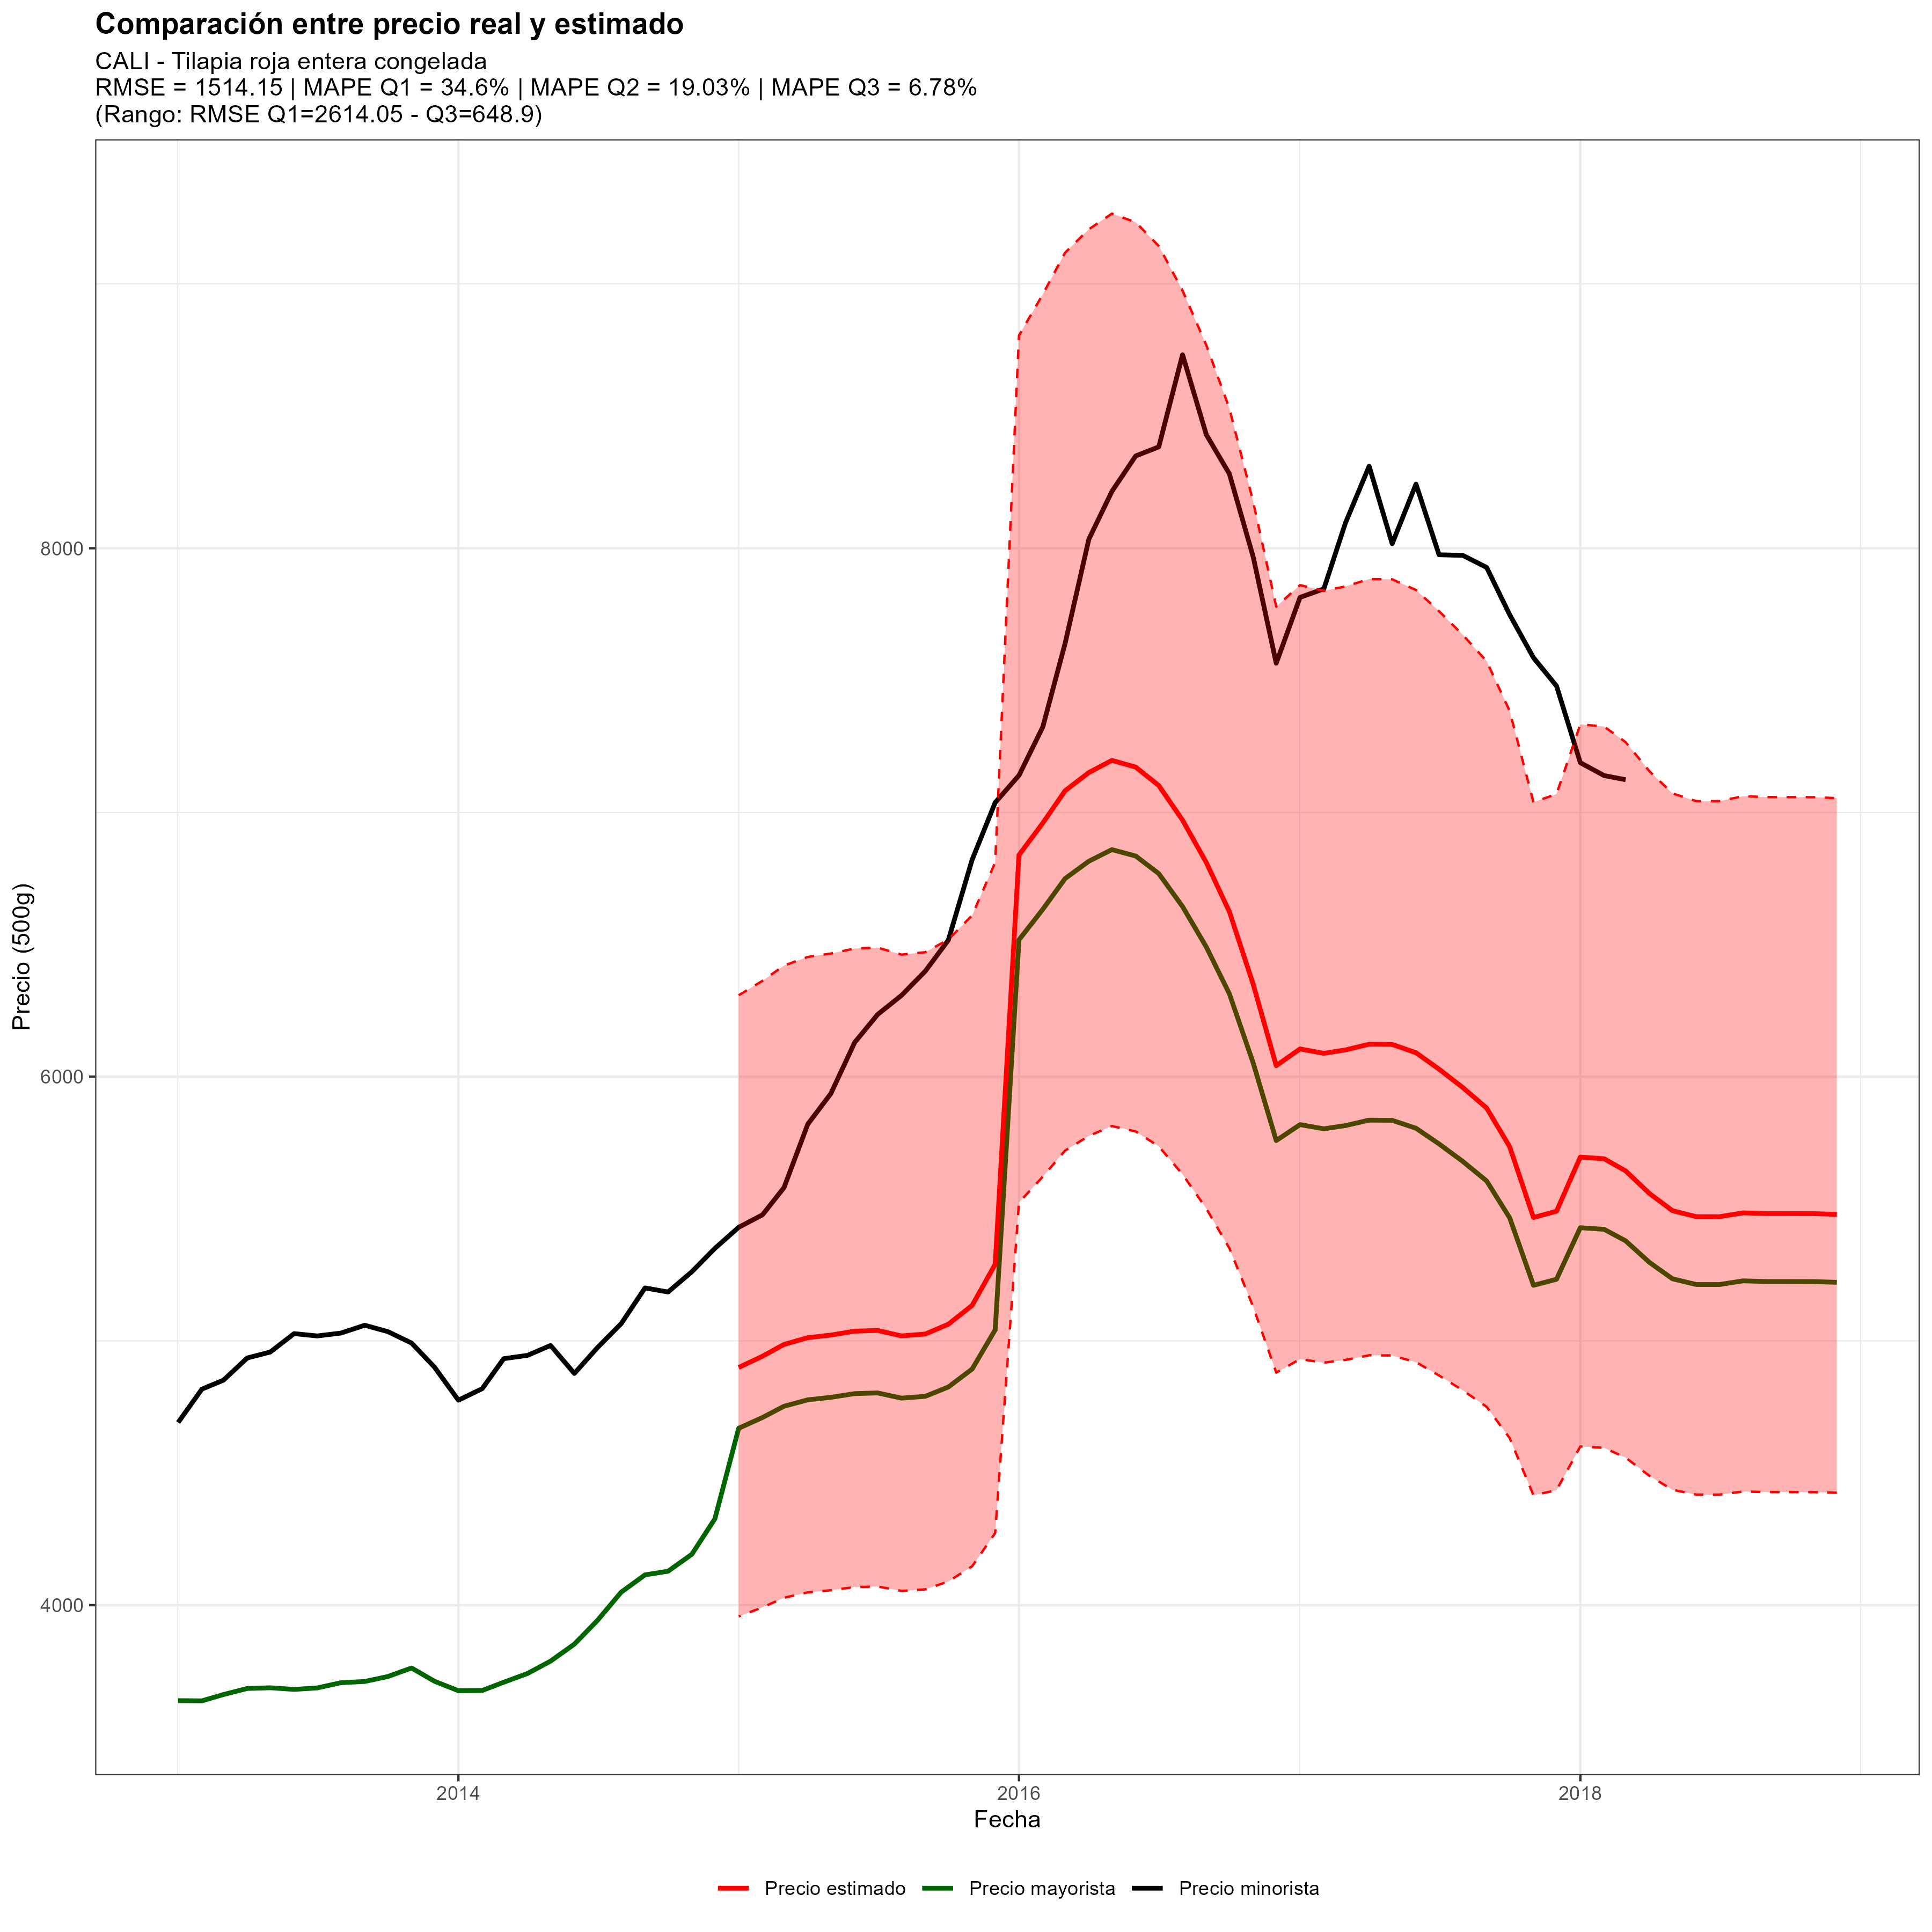 Comparación entre precio real y estimado
CALI - Tilapia roja entera congelada
RMSE = 1514.15 | MAPE Q1 = 34.6% | MAPE Q2 = 19.03% | MAPE Q3 = 6.78%
(Rango: RMSE Q1=2614.05 - Q3=648.9)
Precio (500g)
8000
6000
4000
2014
2016
2018
Fecha
Precio estimado
Precio mayorista
Precio minorista